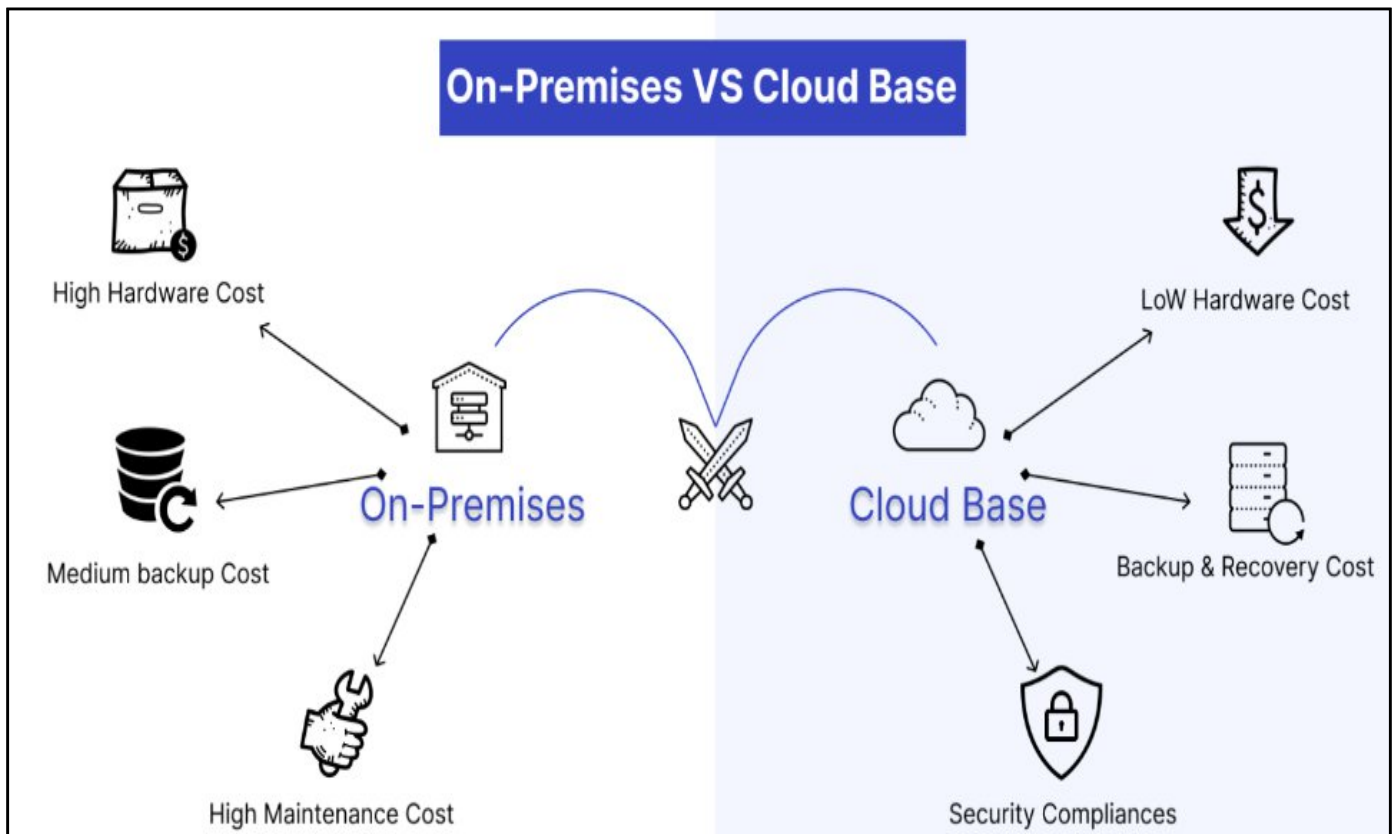 On-Premises VS Cloud Base
High Hardware Cost
LoW Hardware Cost
On-Premises
Cloud Base
Medium backup Cost
Backup & Recovery Cost
High Maintenance Cost
Security Compliances